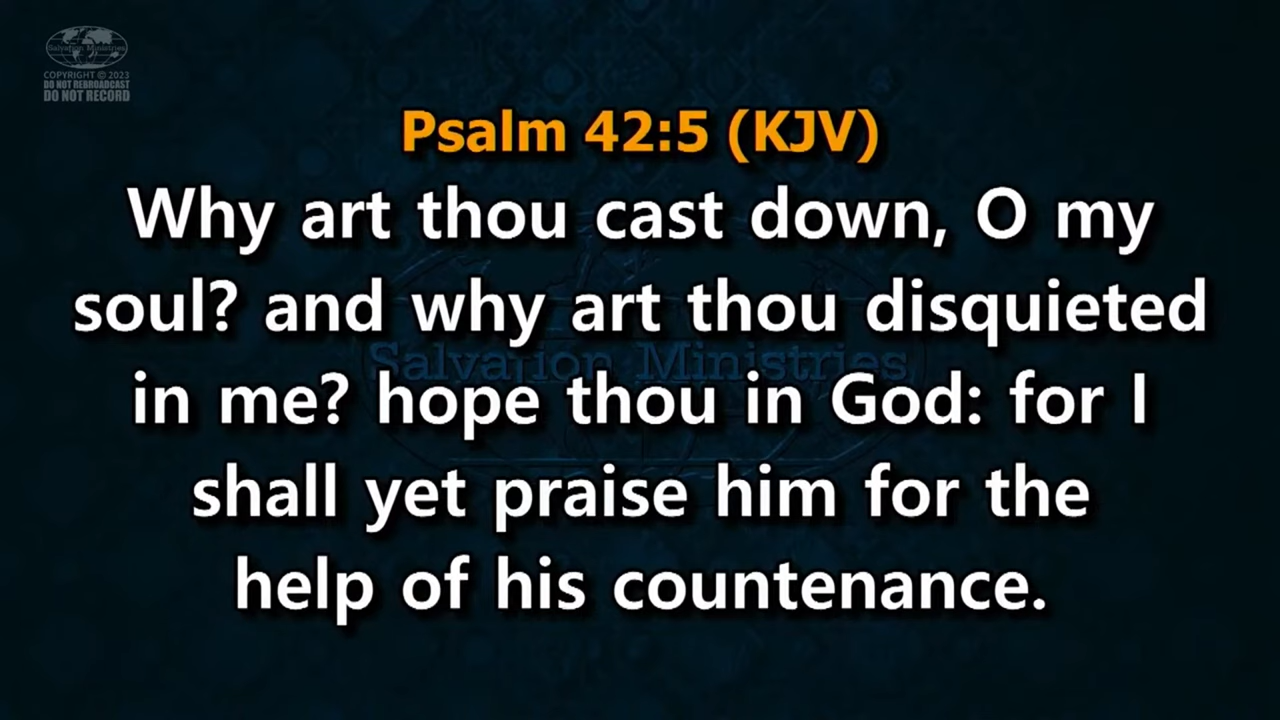 Salvation Ministries
COPYRIGHT © 2023
DO NOT REBROADCAST
DO NOT RECORD
Psalm 42:5 (KJV)
Why art thou cast down, O my
soul? and why art thou disquieted
Salvation Ministries
in me? hope thou in God: for I
shall yet praise him for the
help of his countenance.